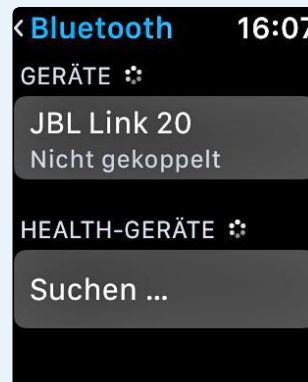 ‹ Bluetooth 16:07
GERÄTE
JBL Link 20
Nicht gekoppelt
HEALTH-GERÄTE
Suchen ...